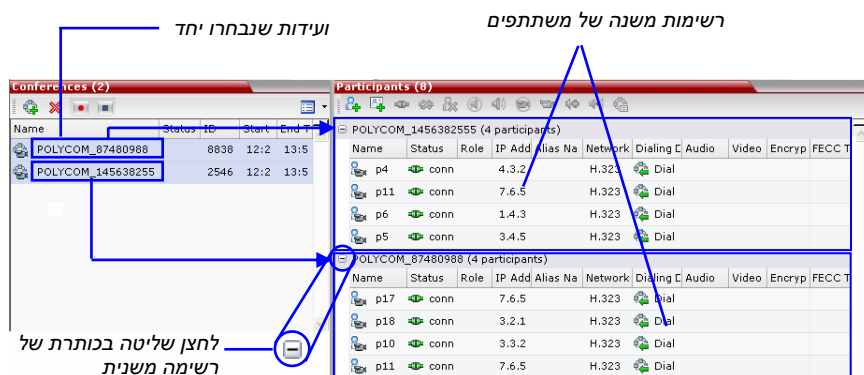 ועידות שנבחרו יחד
רשימות משנה של משתתפים
Conferences (2)
Name Status ID Start End T
POLYCOM_87480988 8838 12:2 13:5
POLYCOM_145638255 2546 12:2 13:5
Participants (8)
POLYCOM_1456382555 (4 participants)
Name Status Role IP Add Alias Na Network Dialing D Audio Video Encryp FECC T
p4 conn 4.3.2 H.323 Dial
p11 conn 7.6.5 H.323 Dial
p6 conn 1.4.3 H.323 Dial
p5 conn 3.4.5 H.323 Dial
POLYCOM_87480988 (4 participants)
Name Status Role IP Add Alias Na Network Dialing D Audio Video Encryp FECC T
p17 conn 7.6.5 H.323 Dial
p18 conn 3.2.1 H.323 Dial
p10 conn 3.3.2 H.323 Dial
p11 conn 7.6.5 H.323 Dial
לחצן שליטה בכותרת של
רשימה משנית